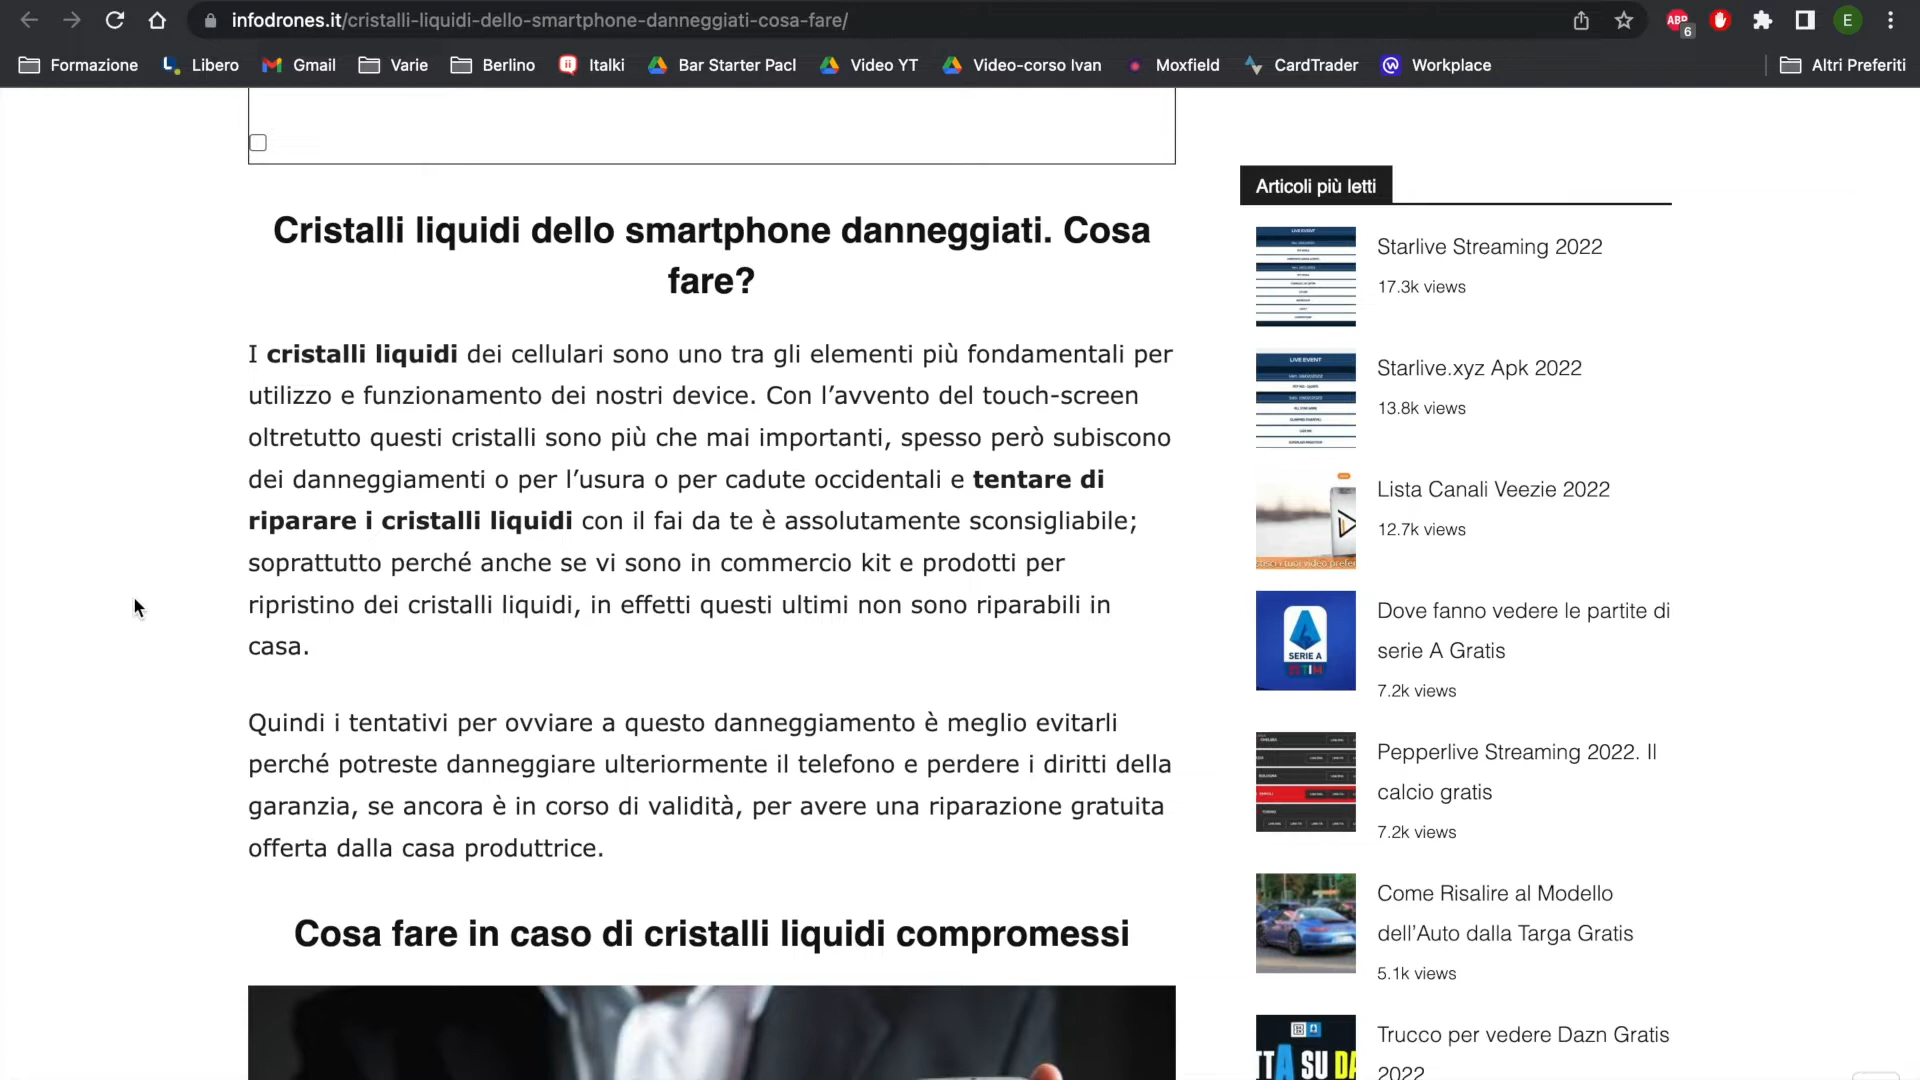 infodrones.it/cristalli-liquidi-dello-smartphone-danneggiati-cosa-fare/
ABP
6
E
Formazione
Libero
Gmail
Varie
Berlino
Italki
Bar Starter Pacl
Video YT
Video-corso Ivan
Moxfield
CardTrader
Workplace
Altri Preferiti
Cristalli liquidi dello smartphone danneggiati. Cosa
fare?
I cristalli liquidi dei cellulari sono uno tra gli elementi più fondamentali per
utilizzo e funzionamento dei nostri device. Con l’avvento del touch-screen
oltretutto questi cristalli sono più che mai importanti, spesso però subiscono
dei danneggiamenti o per l’usura o per cadute occidentali e tentare di
riparare i cristalli liquidi con il fai da te è assolutamente sconsigliabile;
soprattutto perché anche se vi sono in commercio kit e prodotti per
ripristino dei cristalli liquidi, in effetti questi ultimi non sono riparabili in
casa.
Quindi i tentativi per ovviare a questo danneggiamento è meglio evitarli
perché potreste danneggiare ulteriormente il telefono e perdere i diritti della
garanzia, se ancora è in corso di validità, per avere una riparazione gratuita
offerta dalla casa produttrice.
Cosa fare in caso di cristalli liquidi compromessi
Articoli più letti
LIVE EVENT
Starlive Streaming 2022
17.3k views
LIVE EVENT
Starlive.xyz Apk 2022
13.8k views
Lista Canali Veezie 2022
12.7k views
SERIE A
TIM
Dove fanno vedere le partite di
serie A Gratis
7.2k views
Pepperlive Streaming 2022. Il
calcio gratis
7.2k views
Come Risalire al Modello
dell’Auto dalla Targa Gratis
5.1k views
TTA SU DA
Trucco per vedere Dazn Gratis
2022